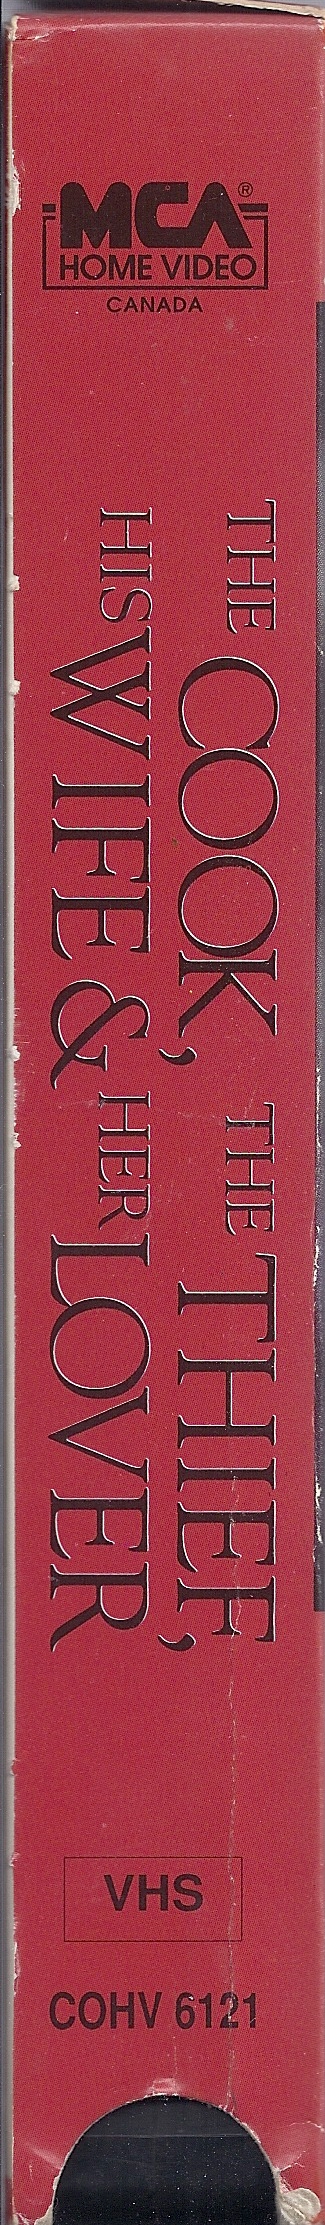 MCA®
HOME VIDEO
CANADA
THE COOK, THE THIEF,
HIS WIFE & HER LOVER
VHS
COHV 6121